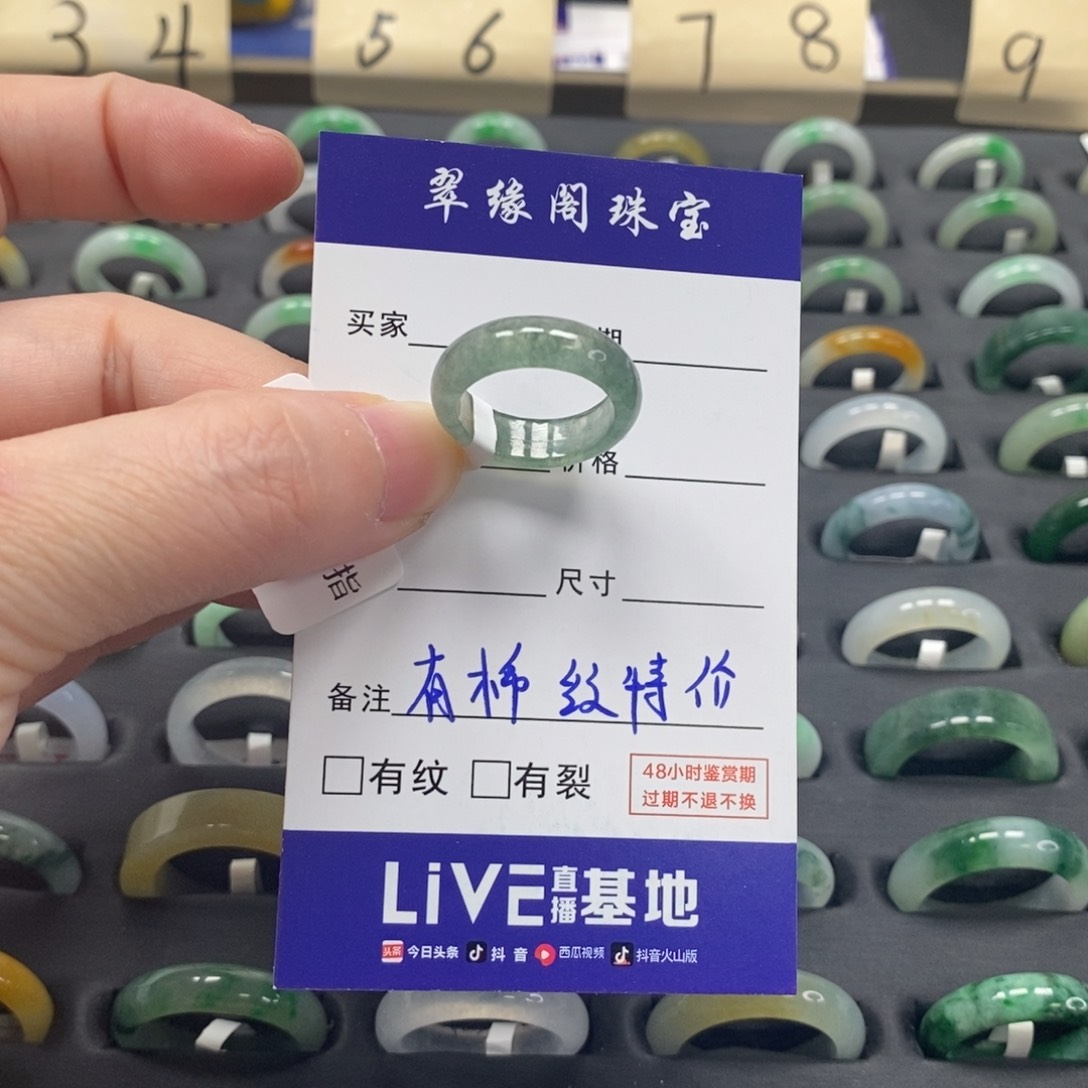 3 4 5 6 7 8 9
翠缘阁珠宝
买家 期
价格
指
尺寸
备注 有棉纹特价
有纹 有裂
48小时鉴赏期
过期不退不换
LiVE直播基地
头条 今日头条 抖音 西瓜视频 抖音火山版